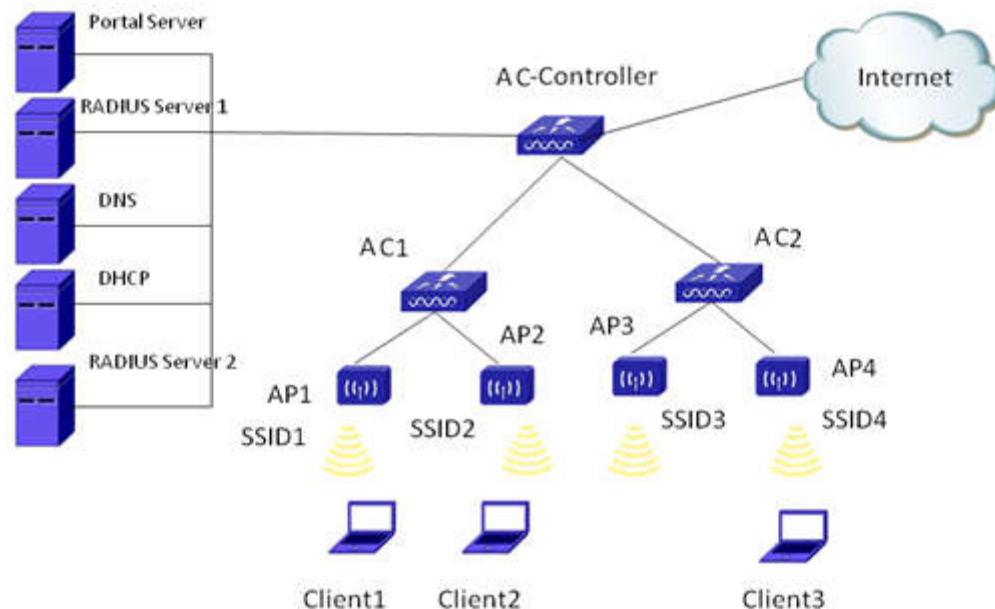 Portal Server
AC-Controller
Internet
RADIUS Server 1
DNS
AC1
AC2
DHCP
AP2
AP3
RADIUS Server 2
AP1
AP4
SSID1
SSID2
SSID3
SSID4
Client1
Client2
Client3